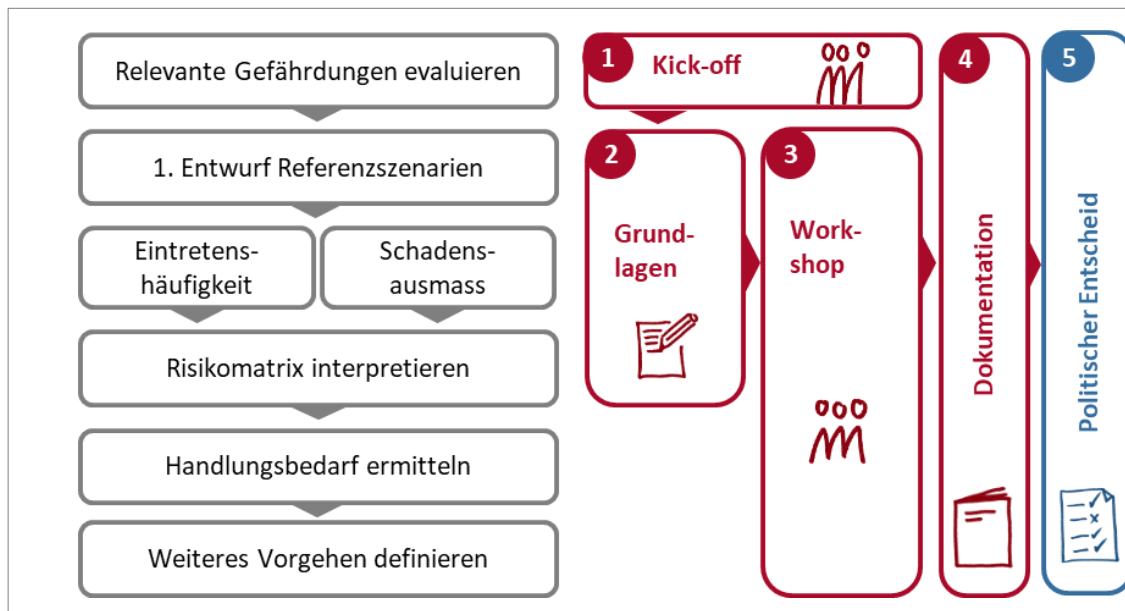 Relevante Gefährdungen evaluieren
1. Entwurf Referenzszenarien
Eintretens-
häufigkeit
Schadens-
ausmass
Risikomatrix interpretieren
Handlungsbedarf ermitteln
Weiteres Vorgehen definieren
1
Kick-off
2
Grund-
lagen
3
Work-
shop
4
Dokumentation
5
Politischer Entscheid